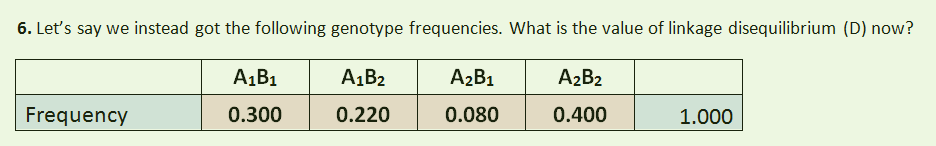 6. Let's say we instead got the following genotype frequencies. What is the value of linkage disequilibrium (D) now?
A₁B₁ A₁B₂ A₂B₁ A₂B₂
Frequency 0.300 0.220 0.080 0.400 1.000